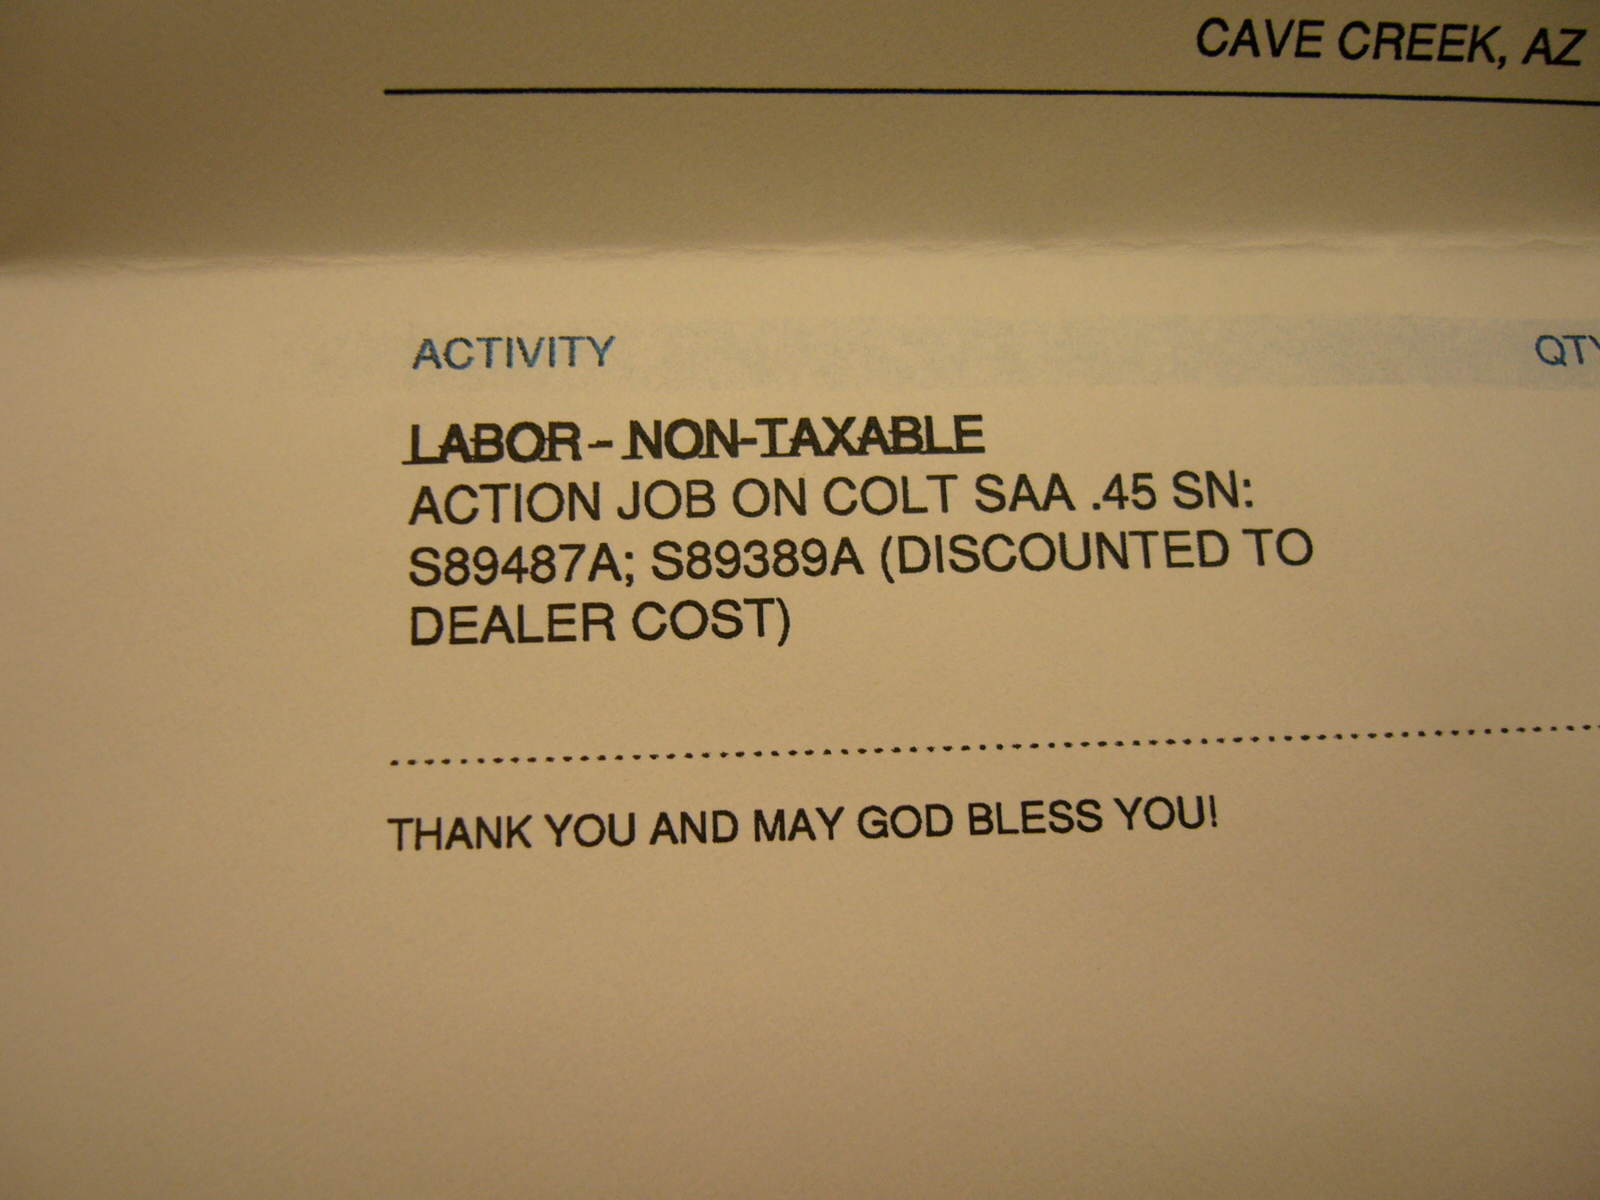 CAVE CREEK, AZ
ACTIVITY QTY
LABOR - NON-TAXABLE
ACTION JOB ON COLT SAA .45 SN:
S89487A; S89389A (DISCOUNTED TO
DEALER COST)
THANK YOU AND MAY GOD BLESS YOU!